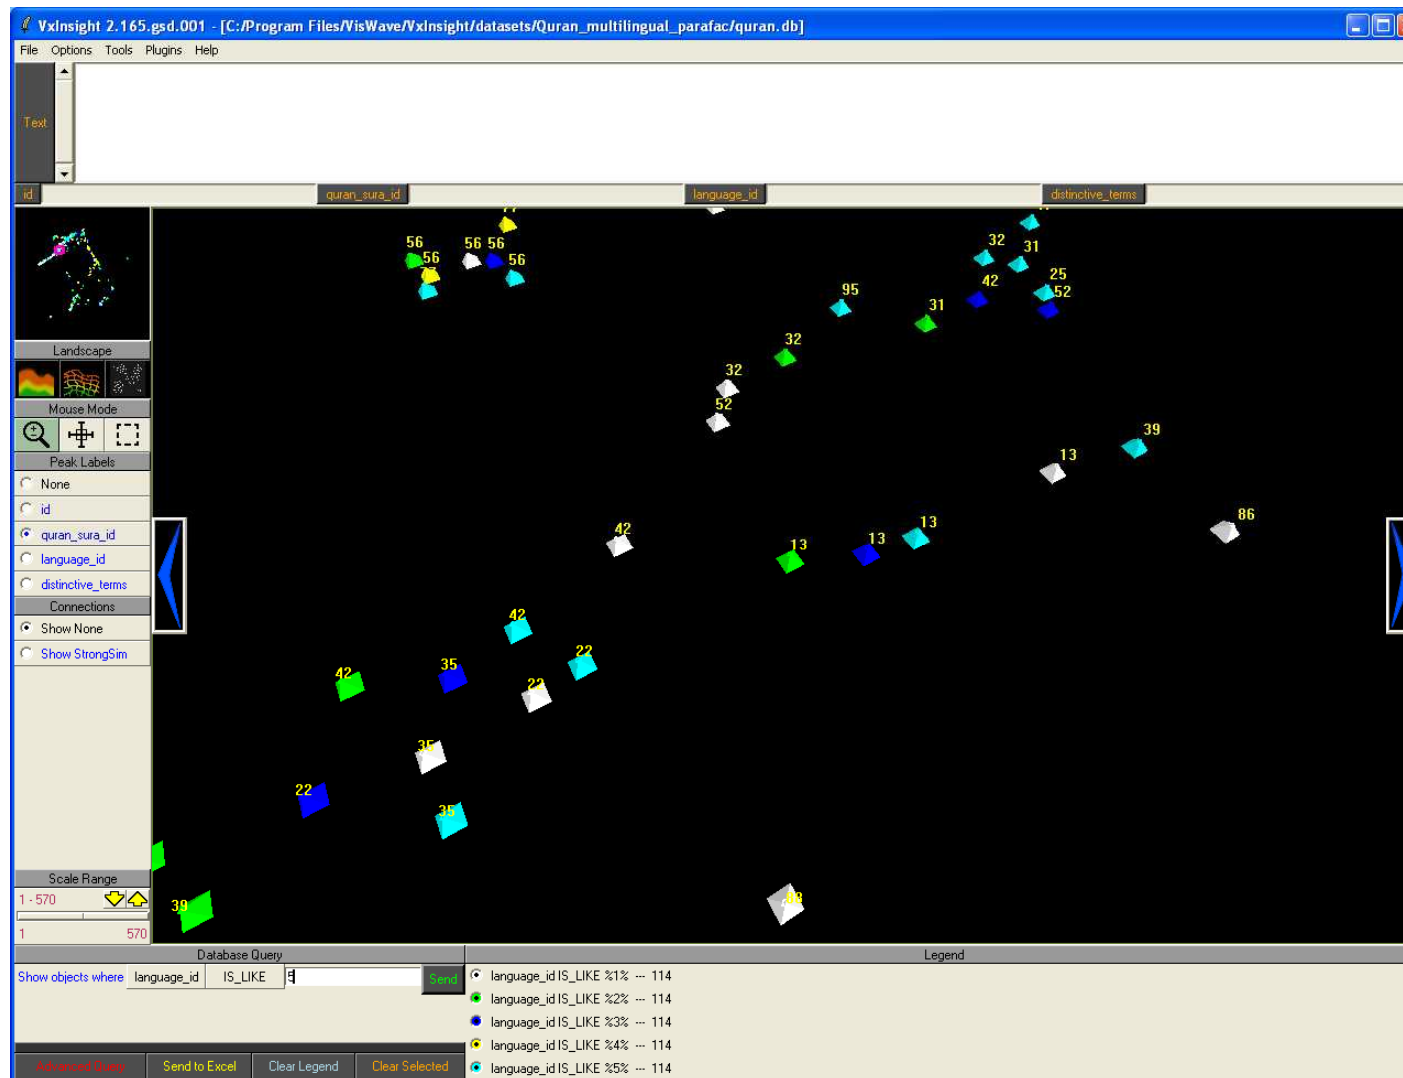 VxInsight 2.165.gsd.001 - [C:/Program Files/VisWave/VxInsight/datasets/Quran_multilingual_parafac/quran.db]
File Options Tools Plugins Help
Text
id quran_sura_id language_id distinctive_terms
77
56 56 56 32 31
56 56
42 25
95 52
31
32
32
52
39
13
86
42 13 13 13
42
22
35
42
22
35
22
35
39
Landscape
Mouse Mode
Peak Labels
None
id
quran_sura_id
language_id
distinctive_terms
Connections
Show None
Show StrongSim
Scale Range
1 - 570
1 570
Database Query Legend
Show objects where language_id IS_LIKE 5 Send
language_id IS_LIKE %1% --- 114
language_id IS_LIKE %2% --- 114
language_id IS_LIKE %3% --- 114
language_id IS_LIKE %4% --- 114
language_id IS_LIKE %5% --- 114
Advanced Query Send to Excel Clear Legend Clear Selected